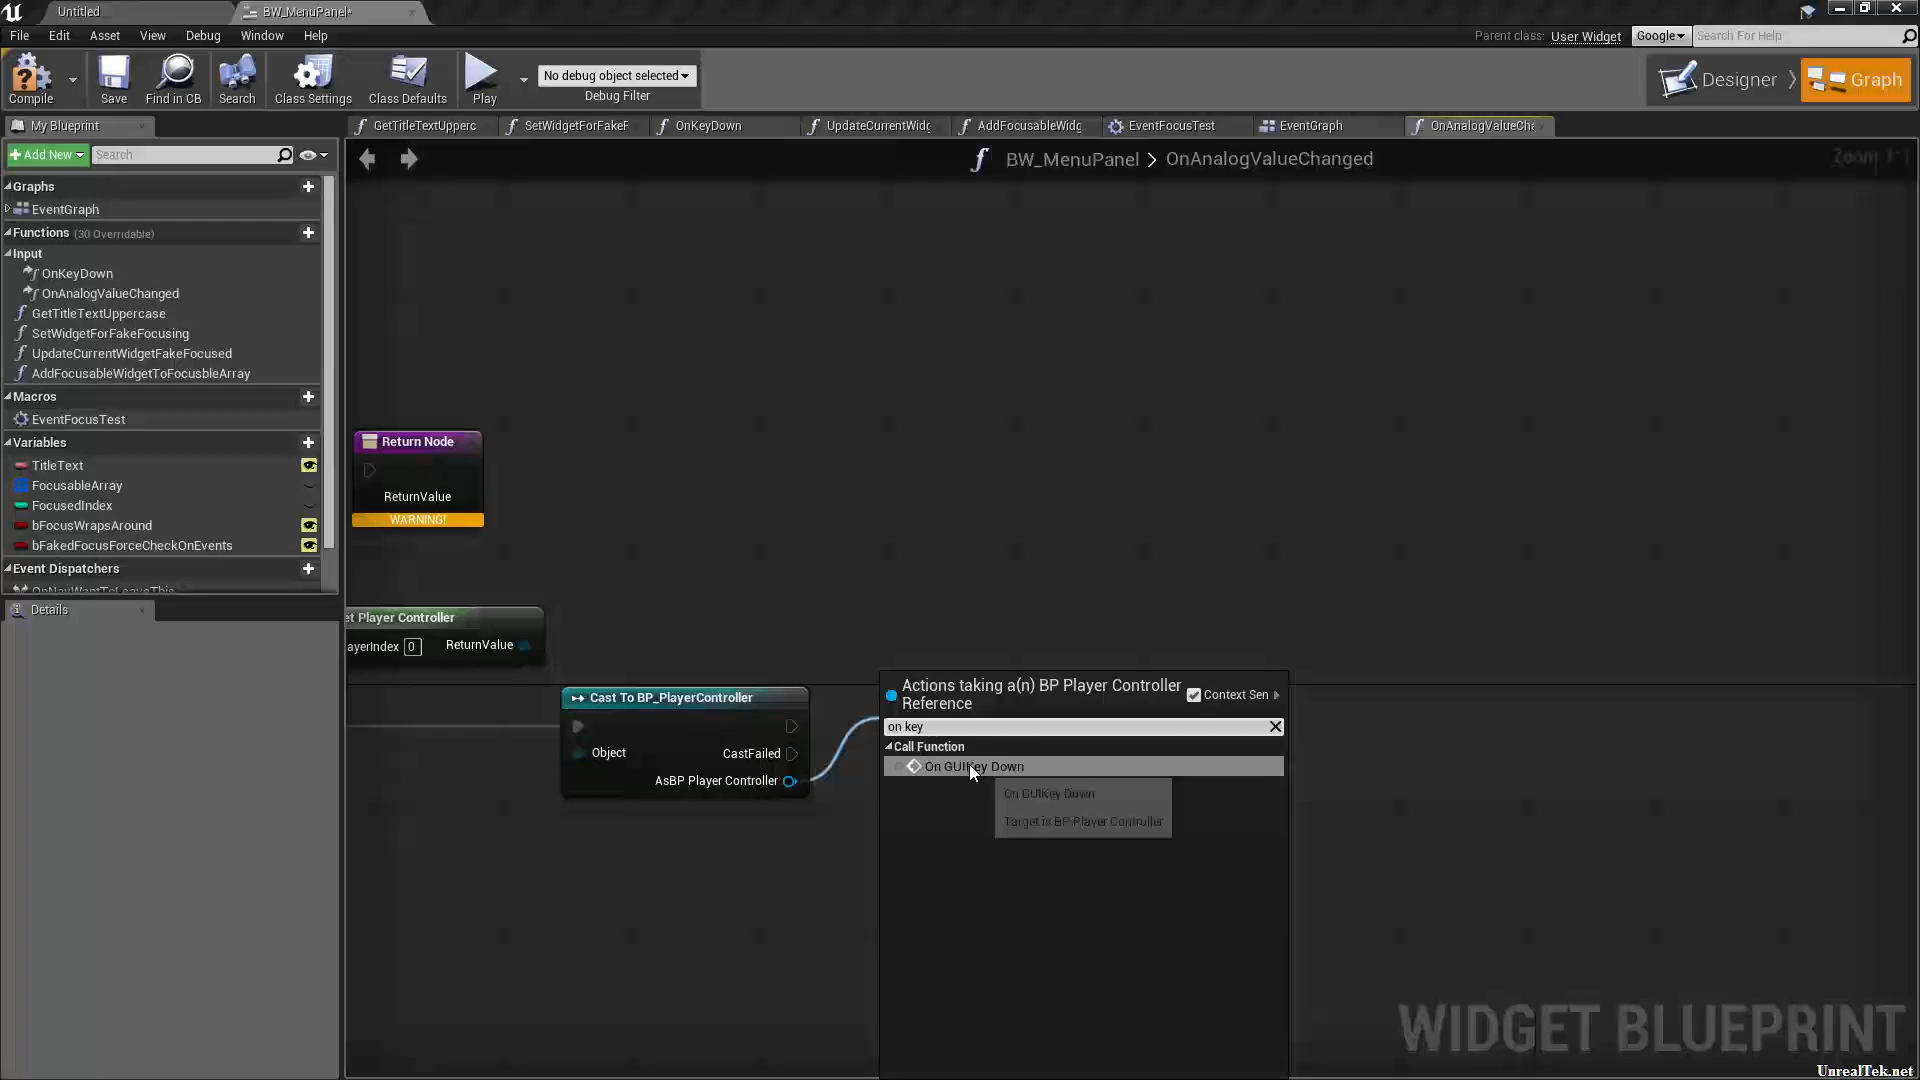 Untitled
BW_MenuPanel*
File Edit Asset View Debug Window Help
Parent class: User Widget Google Search For Help
Compile
Save
Find in CB
Search
Class Settings
Class Defaults
Play
No debug object selected
Debug Filter
Designer
Graph
My Blueprint
GetTitleTextUpperc
SetWidgetForFakeF
OnKeyDown
UpdateCurrentWidg
AddFocusableWidg
EventFocusTest
EventGraph
OnAnalogValueCha
Add New Search
BW_MenuPanel > OnAnalogValueChanged
Graphs
EventGraph
Functions (30 Overridable)
Input
OnKeyDown
OnAnalogValueChanged
GetTitleTextUppercase
SetWidgetForFakeFocusing
UpdateCurrentWidgetFakeFocused
AddFocusableWidgetToFocusbleArray
Macros
EventFocusTest
Variables
TitleText
FocusableArray
FocusedIndex
bFocusWrapsAround
bFakedFocusForceCheckOnEvents
Event Dispatchers
OnNavWantToLeaveThis
Details
Return Node
ReturnValue
WARNING!
et Player Controller
ayerIndex 0 ReturnValue
Cast To BP_PlayerController
Object
CastFailed
AsBP Player Controller
Actions taking a(n) BP Player Controller
Reference
Context Sen
on key
Call Function
On GUIKey Down
On GUIKey Down
Target is BP Player Controller
WIDGET BLUEPRINT
UnrealTek.net